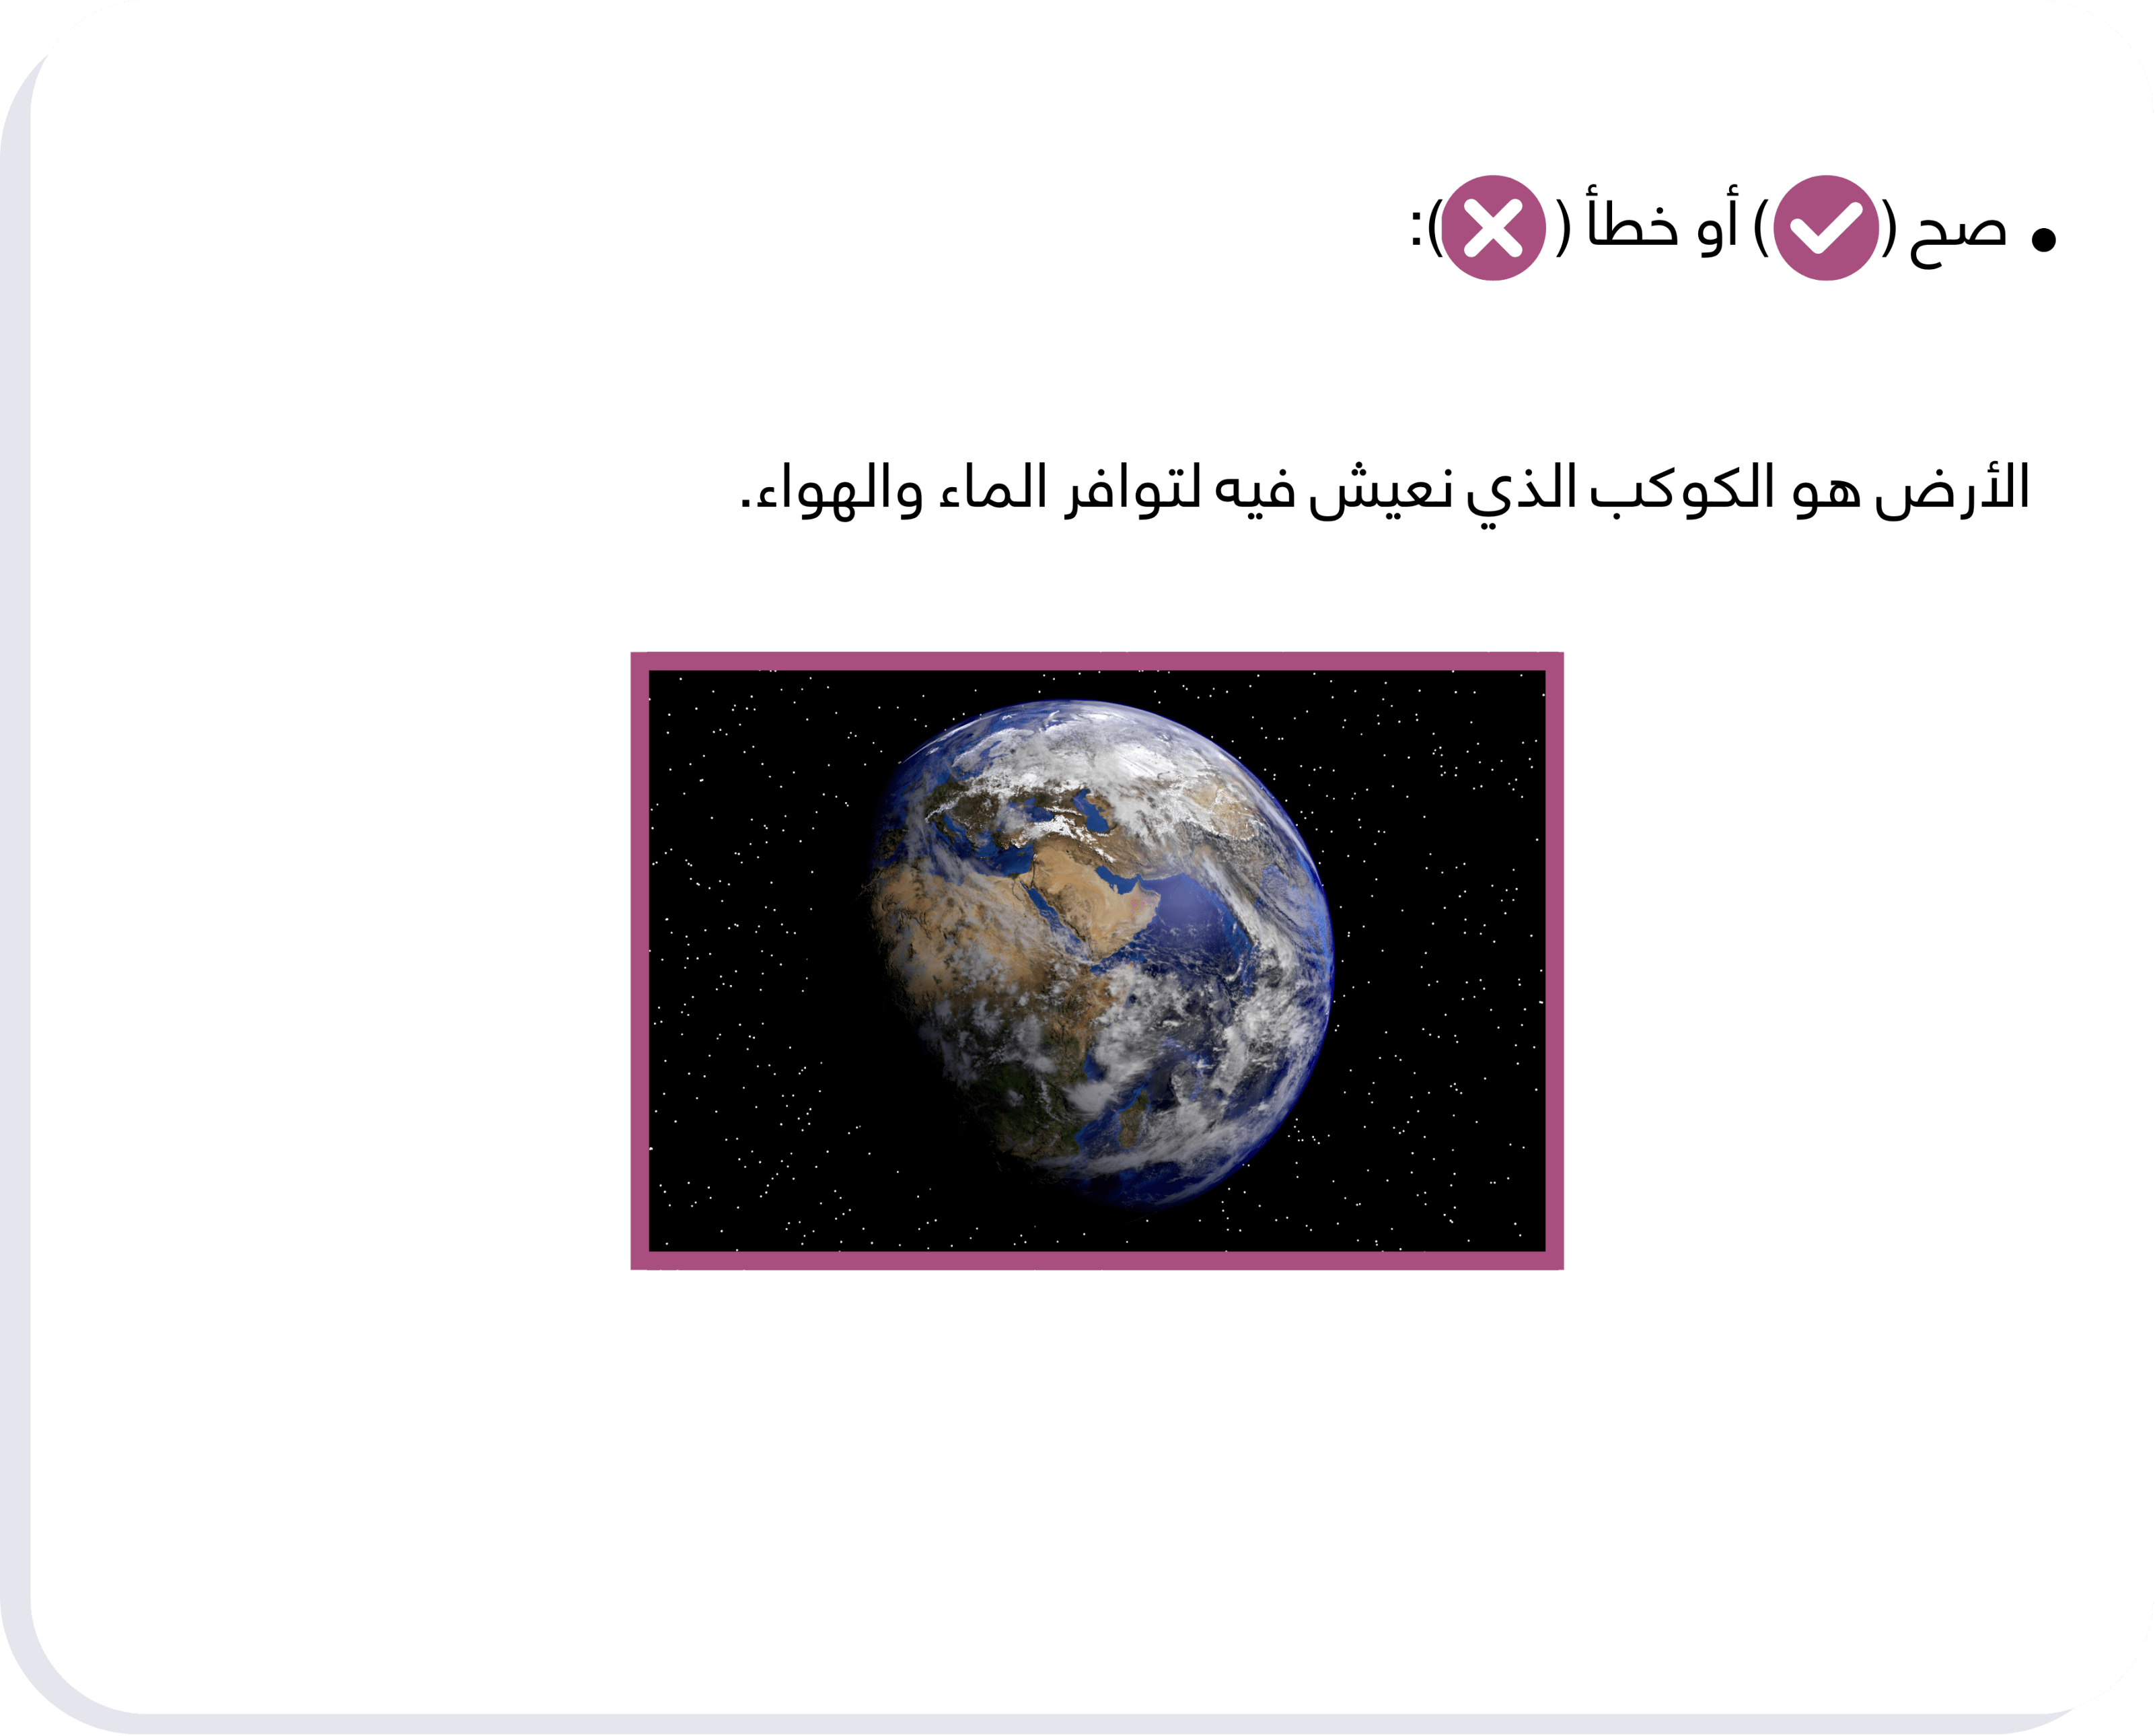 • صح (✓) أو خطأ (✗):
الأرض هو الكوكب الذي نعيش فيه لتوافر الماء والهواء.